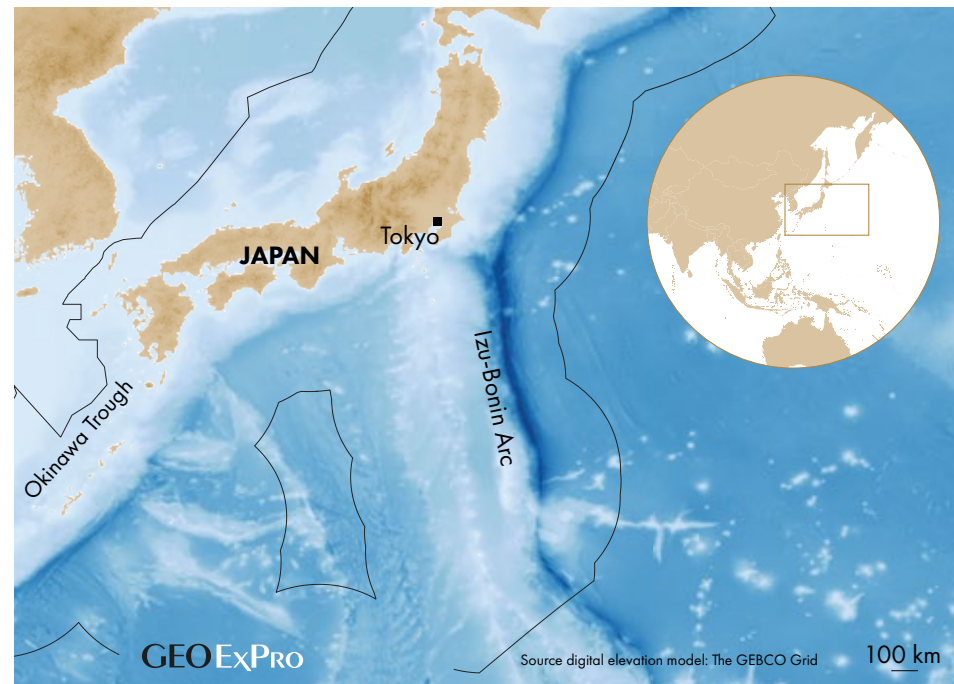 Tokyo
JAPAN
Izu-Bonin Arc
Okinawa Trough
GEO ExPro
Source digital elevation model: The GEBCO Grid
100 km